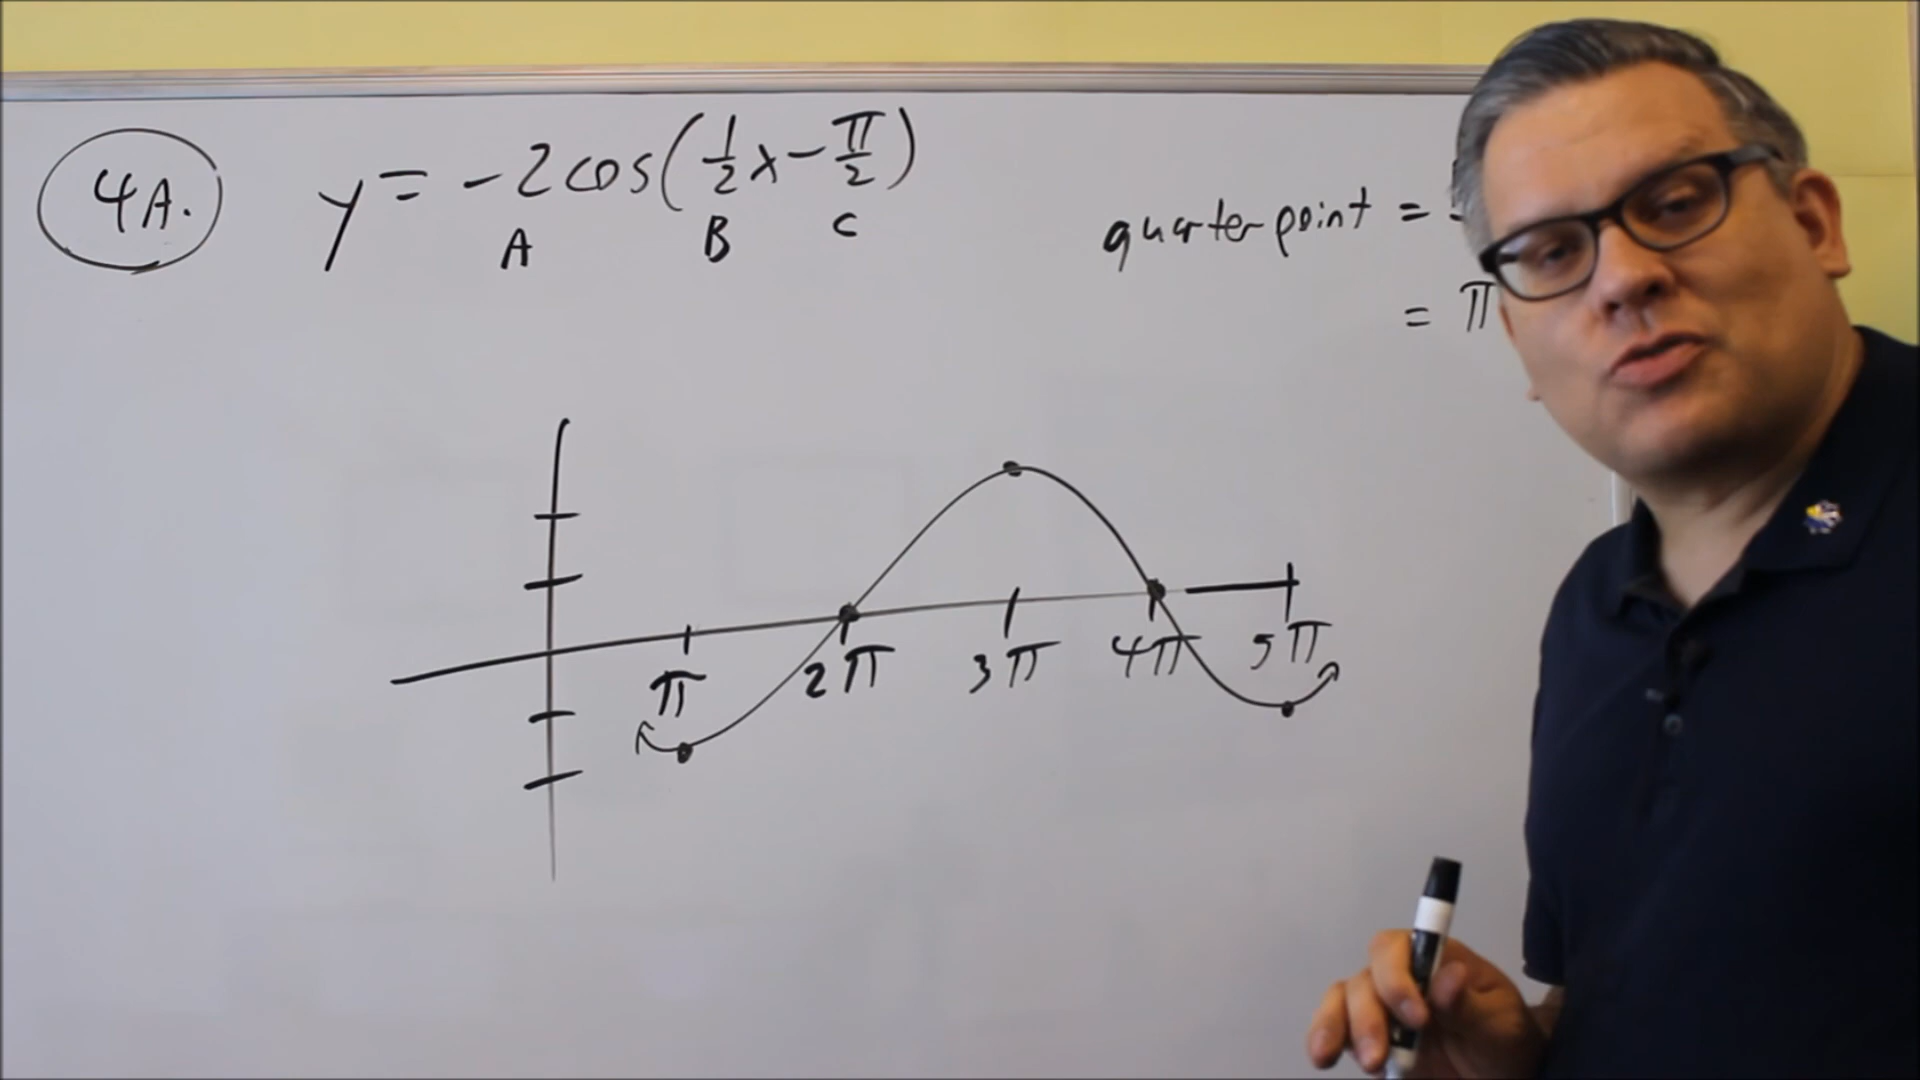 4A. y = -2cos(1/2x - π/2)
A B C
quarter point =
= π
π 2π 3π 4π 5π